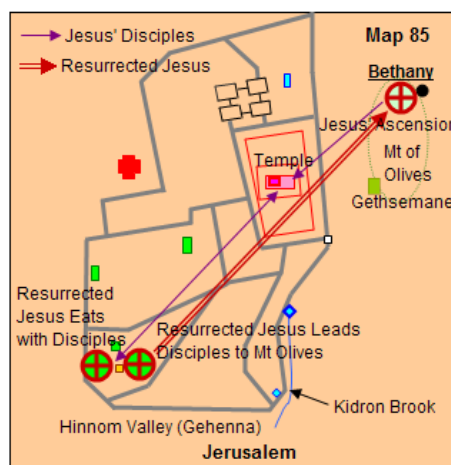 Jesus' Disciples
Resurrected Jesus
Map 85
Bethany
Jesus' Ascension
Mt of
Olives
Gethsemane
Temple
Resurrected
Jesus Eats
with Disciples
Resurrected Jesus Leads
Disciples to Mt Olives
Kidron Brook
Hinnom Valley (Gehenna)
Jerusalem